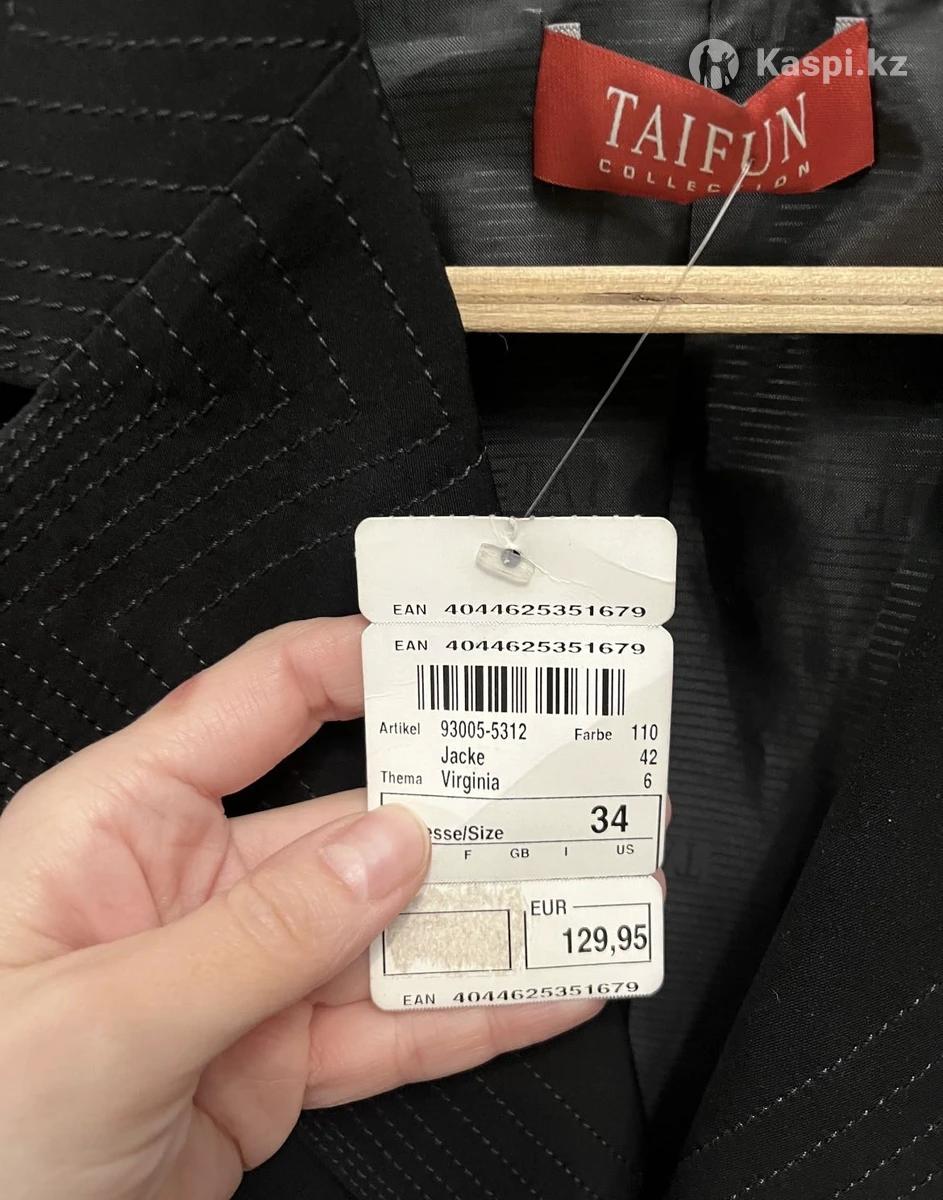 Kaspi.kz
TAIFUN
COLLECTION
EAN 4044625351679
EAN 4044625351679
Artikel 93005-5312 Farbe 110
Jacke 42
Thema Virginia 6
esse/Size 34
F GB I US
EUR
129,95
EAN 4044625351679